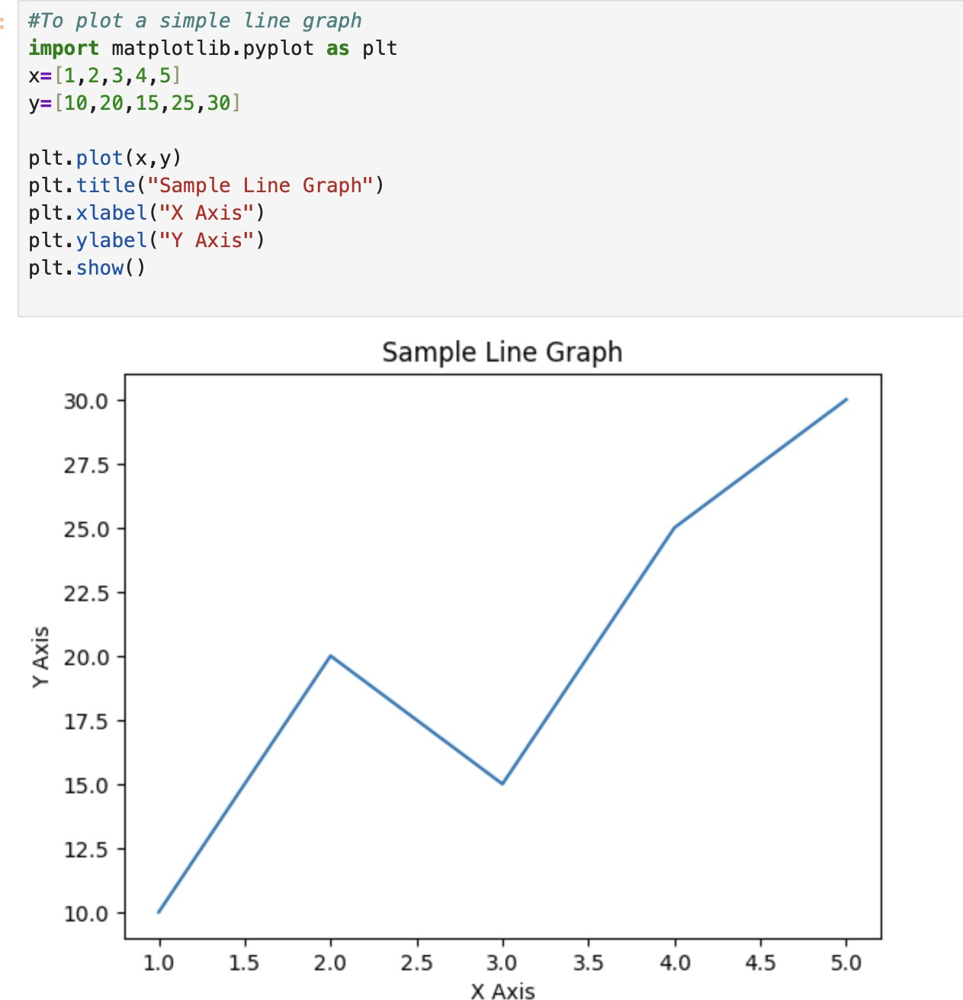 #To plot a simple line graph
import matplotlib.pyplot as plt
x=[1,2,3,4,5]
y=[10,20,15,25,30]
plt.plot(x,y)
plt.title("Sample Line Graph")
plt.xlabel("X Axis")
plt.ylabel("Y Axis")
plt.show()
Sample Line Graph
30.0
27.5
25.0
22.5
20.0
17.5
15.0
12.5
10.0
Y Axis
1.0 1.5 2.0 2.5 3.0 3.5 4.0 4.5 5.0
X Axis